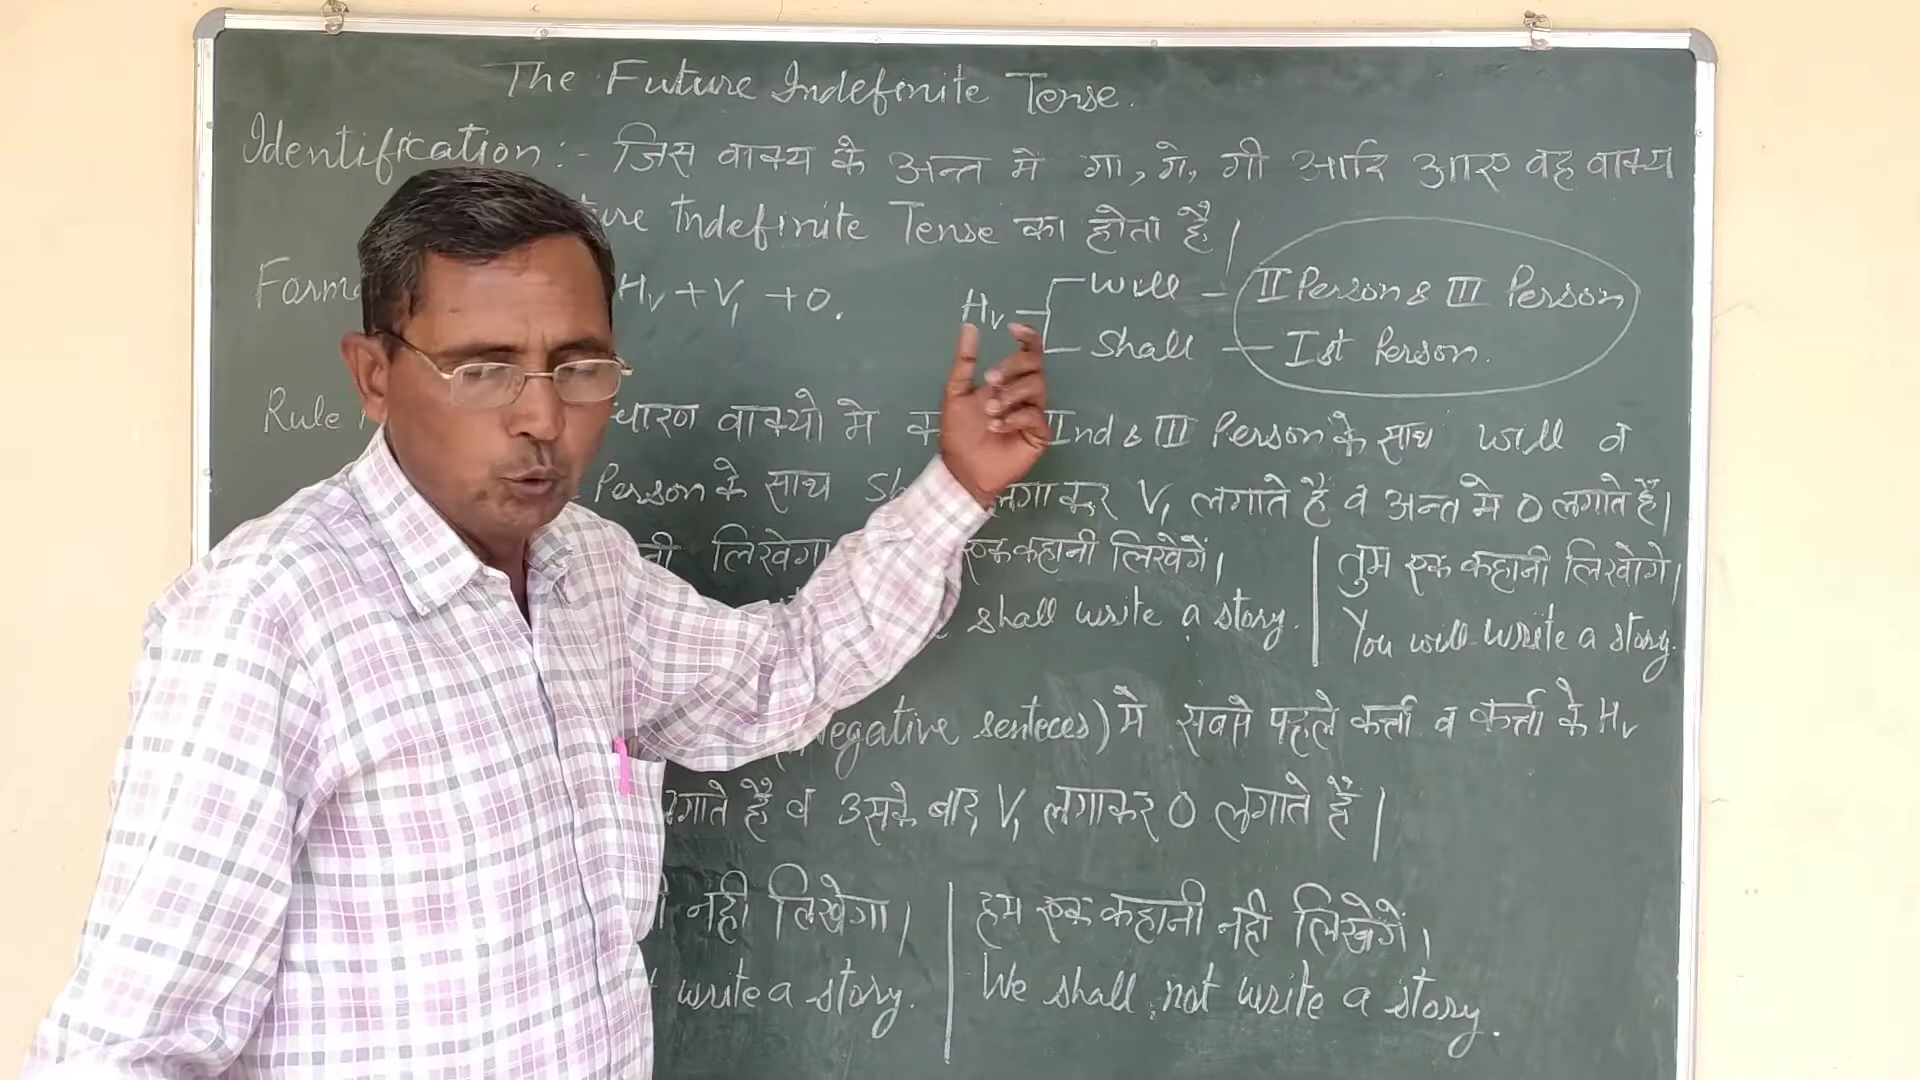 The Future Indefinite Tense.
Identification :- जिस वाक्य के अन्त मे गा, गे, गी आदि आए वह वाक्य
Indefinite Tense का होता है|
Hv + V1 + O. Hv will - II Person & III Person
Shall - Ist Person.
Rule वाक्यो मे IInd & III Person के साथ will व
Person के साथ लगाकर V1 लगाते है व अन्त मे O लगाते है|
लिखेगा एक कहानी लिखेगें| तुम एक कहानी लिखोगे|
shall write a story. You will write a story.
(Negative senteces) मे सबसे पहले कर्त्ता व कर्त्ता के Hv
लगाते है व उसके बाद V1 लगाकर O लगाते है|
नही लिखेगा| हम एक कहानी नही लिखेगें|
write a story. We shall not write a story.